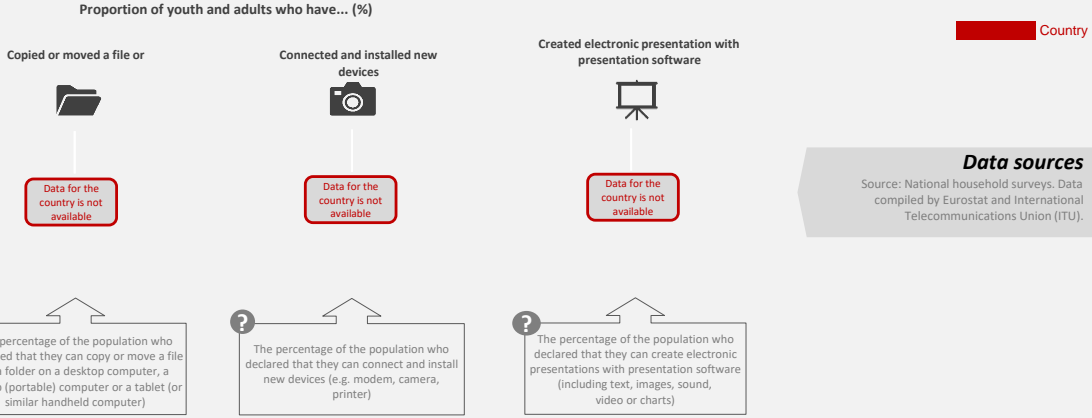 Proportion of youth and adults who have... (%)
Country
Copied or moved a file or
Connected and installed new
devices
Created electronic presentation with
presentation software
Data for the
country is not
available
Data for the
country is not
available
Data for the
country is not
available
Data sources
Source: National household surveys. Data
compiled by Eurostat and International
Telecommunications Union (ITU).
percentage of the population who
ed that they can copy or move a file
folder on a desktop computer, a
(portable) computer or a tablet (or
similar handheld computer)
?
The percentage of the population who
declared that they can connect and install
new devices (e.g. modem, camera,
printer)
?
The percentage of the population who
declared that they can create electronic
presentations with presentation software
(including text, images, sound,
video or charts)